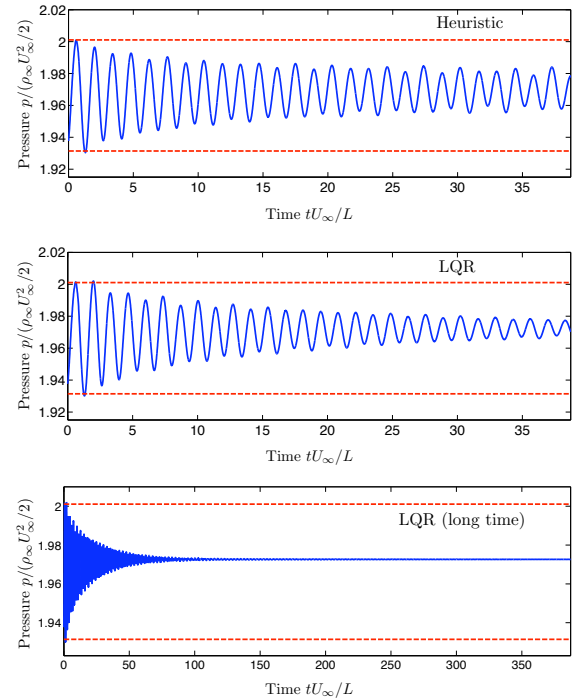 2.02
2
1.98
1.96
1.94
1.92
Pressure p/(ρ∞U²∞/2)
Heuristic
0 5 10 15 20 25 30 35
Time tU∞/L
2.02
2
1.98
1.96
1.94
1.92
Pressure p/(ρ∞U²∞/2)
LQR
0 5 10 15 20 25 30 35
Time tU∞/L
2
1.98
1.96
1.94
Pressure p/(ρ∞U²∞/2)
LQR (long time)
0 50 100 150 200 250 300 350
Time tU∞/L